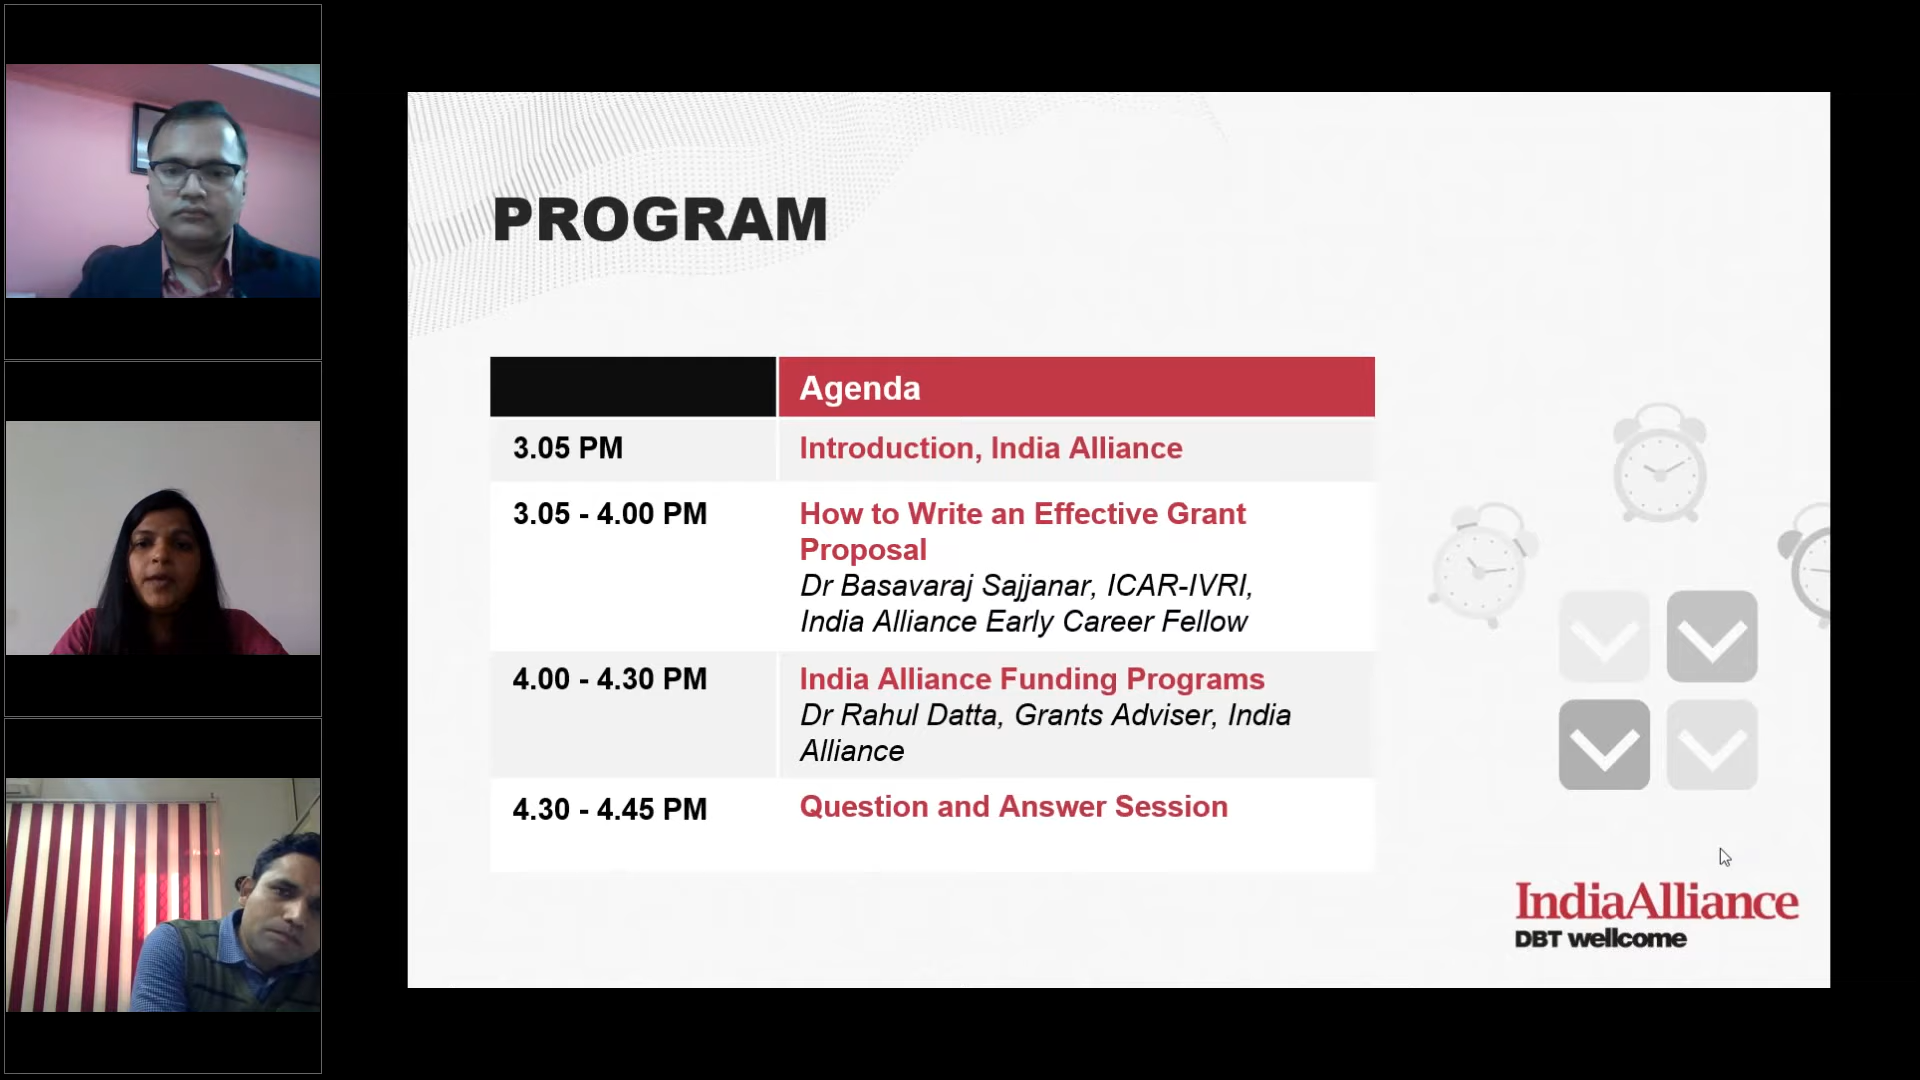 PROGRAM
Agenda
3.05 PM
Introduction, India Alliance
3.05 - 4.00 PM
How to Write an Effective Grant
Proposal
Dr Basavaraj Sajjanar, ICAR-IVRI,
India Alliance Early Career Fellow
4.00 - 4.30 PM
India Alliance Funding Programs
Dr Rahul Datta, Grants Adviser, India
Alliance
4.30 - 4.45 PM
Question and Answer Session
IndiaAlliance
DBT wellcome